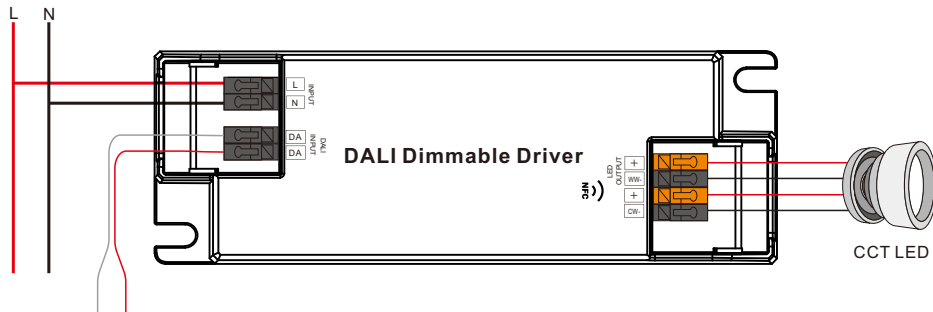 L N
L
N
INPUT
DA
DA
DALI
INPUT
DALI Dimmable Driver
NFC
LED
OUTPUT
+
WW-
+
CW-
CCT LED